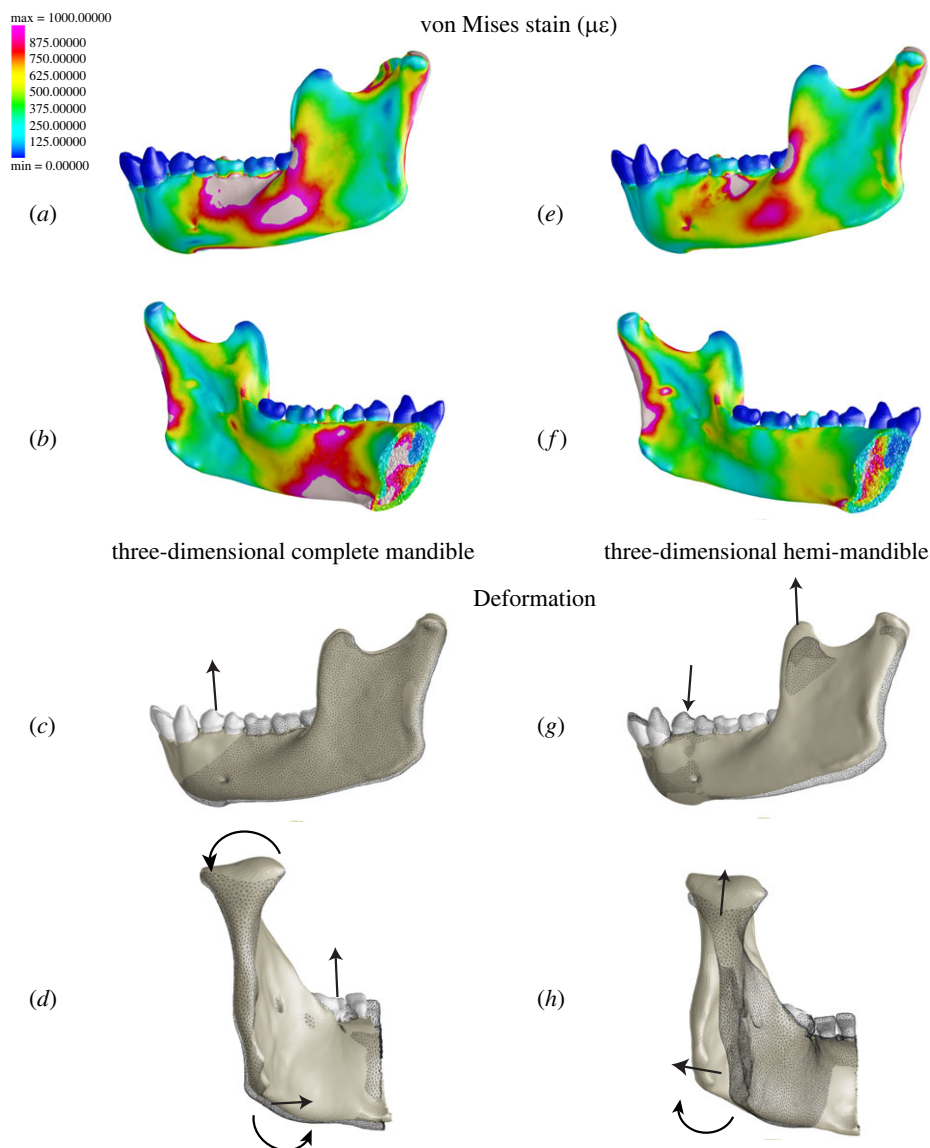 max = 1000.00000
von Mises stain (με)
875.00000
750.00000
625.00000
500.00000
375.00000
250.00000
125.00000
min = 0.00000
(a)
(e)
(b)
(f)
three-dimensional complete mandible
three-dimensional hemi-mandible
Deformation
(c)
(g)
(d)
(h)